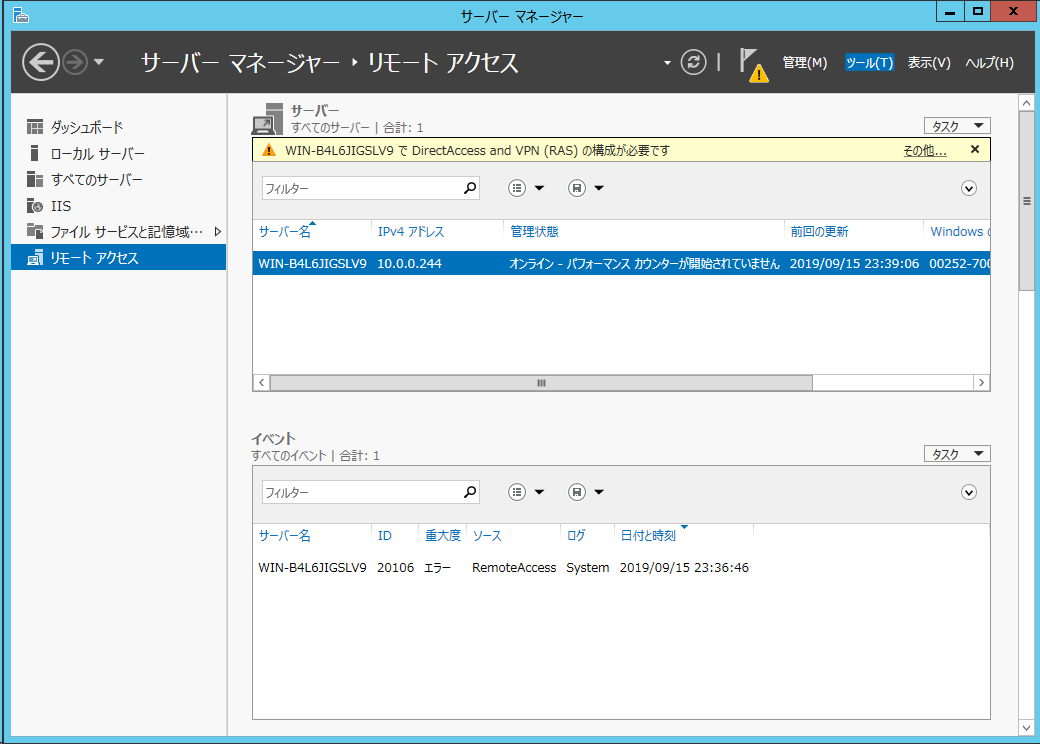 サーバー マネージャー
サーバー マネージャー ・ リモート アクセス
管理(M) ツール(T) 表示(V) ヘルプ(H)
ダッシュボード
ローカル サーバー
すべてのサーバー
IIS
ファイル サービスと記憶域…
リモート アクセス
サーバー
すべてのサーバー | 合計: 1
タスク
WIN-B4L6JIGSLV9 で DirectAccess and VPN (RAS) の構成が必要です その他... ×
フィルター
サーバー名 IPv4 アドレス 管理状態 前回の更新 Windows
WIN-B4L6JIGSLV9 10.0.0.244 オンライン - パフォーマンス カウンターが開始されていません 2019/09/15 23:39:06 00252-700
イベント
すべてのイベント | 合計: 1
タスク
フィルター
サーバー名 ID 重大度 ソース ログ 日付と時刻
WIN-B4L6JIGSLV9 20106 エラー RemoteAccess System 2019/09/15 23:36:46